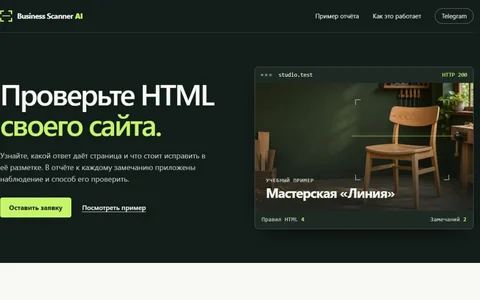 Business Scanner AI
Пример отчёта
Как это работает
Telegram
studio.test
HTTP 200
Проверьте HTML
своего сайта.
Узнайте, какой ответ даёт страница и что стоит исправить в
её разметке. В отчёте к каждому замечанию приложены
наблюдение и способ его проверить.
УЧЕБНЫЙ ПРИМЕР
Мастерская «Линия»
Оставить заявку
Посмотреть пример
Правил HTML 4
Замечаний 2